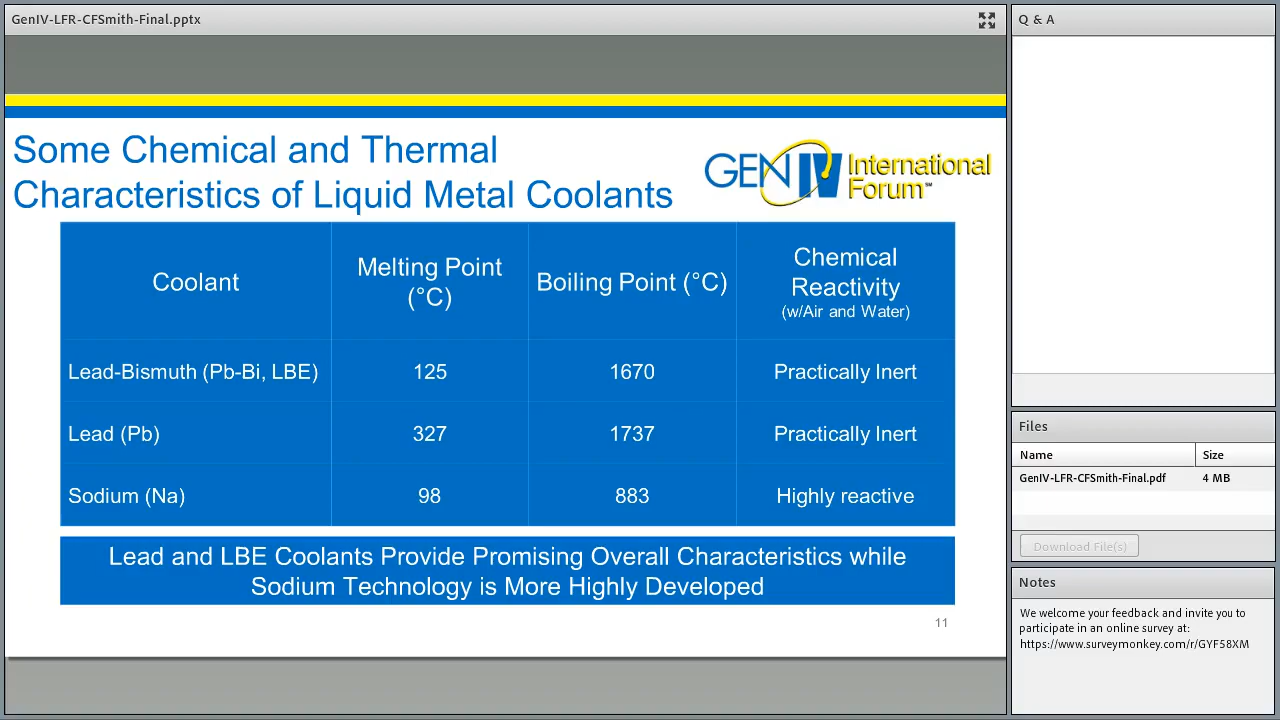 GenIV-LFR-CFSmith-Final.pptx
Some Chemical and Thermal
Characteristics of Liquid Metal Coolants
GEN IV International
Forum™
Coolant
Melting Point
(°C)
Boiling Point (°C)
Chemical
Reactivity
(w/Air and Water)
Lead-Bismuth (Pb-Bi, LBE) 125 1670 Practically Inert
Lead (Pb) 327 1737 Practically Inert
Sodium (Na) 98 883 Highly reactive
Lead and LBE Coolants Provide Promising Overall Characteristics while
Sodium Technology is More Highly Developed
11
Q & A
Files
Name Size
GenIV-LFR-CFSmith-Final.pdf 4 MB
Download File(s)
Notes
We welcome your feedback and invite you to
participate in an online survey at:
https://www.surveymonkey.com/r/GYF58XM